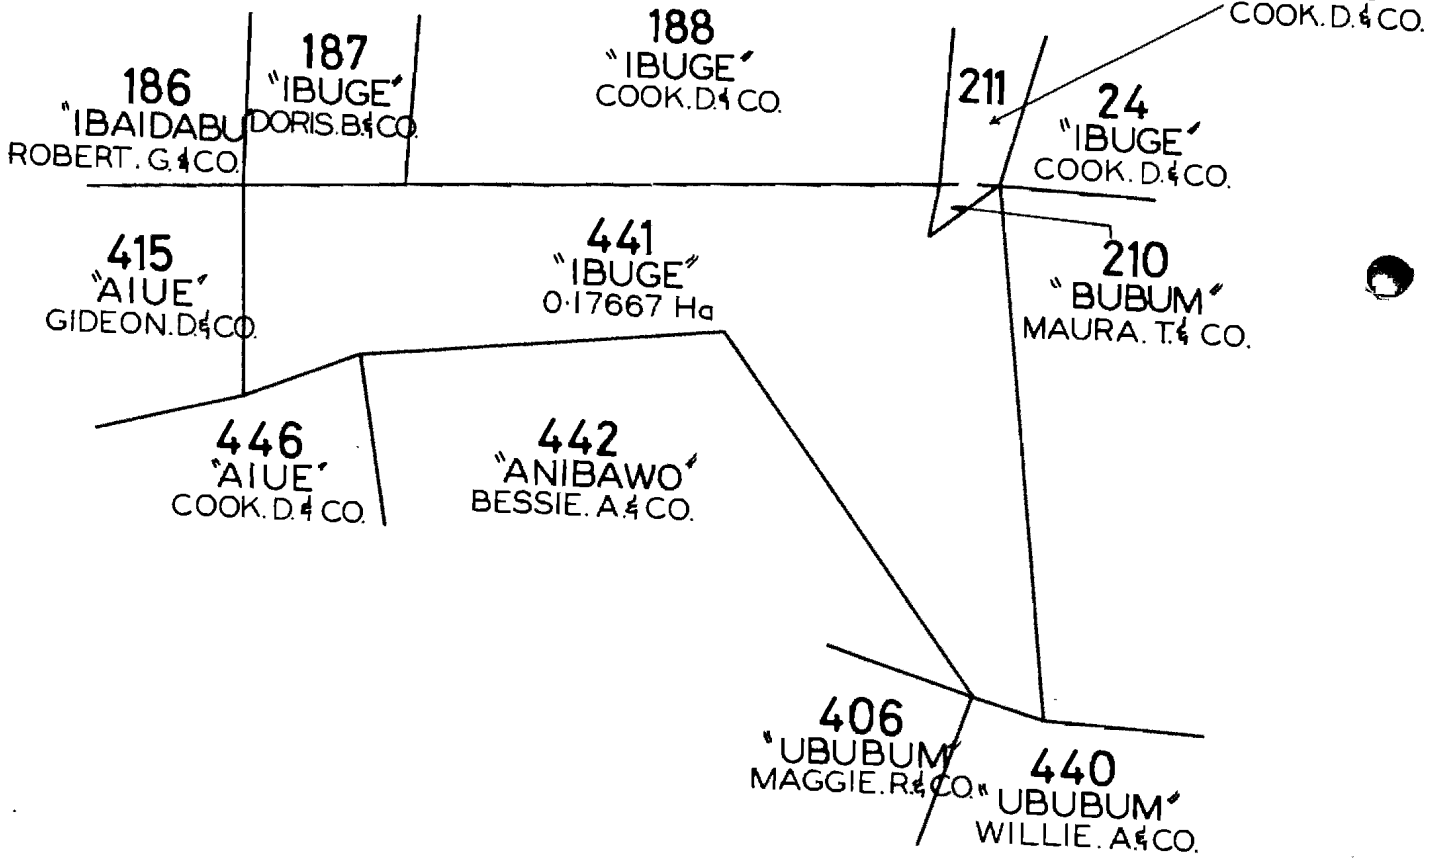 COOK. D. & CO.
186
"IBAIDABU
ROBERT. G. & CO.
187
"IBUGE"
DORIS. B. & CO.
188
"IBUGE"
COOK. D. & CO.
211
24
"IBUGE"
COOK. D. & CO.
415
"AIUE"
GIDEON. D. & CO.
441
"IBUGE"
0·17667 Ha
210
"BUBUM"
MAURA. T. & CO.
446
"AIUE"
COOK. D. & CO.
442
"ANIBAWO"
BESSIE. A. & CO.
406
"UBUBUM"
MAGGIE. R. & CO.
440
"UBUBUM"
WILLIE. A. & CO.